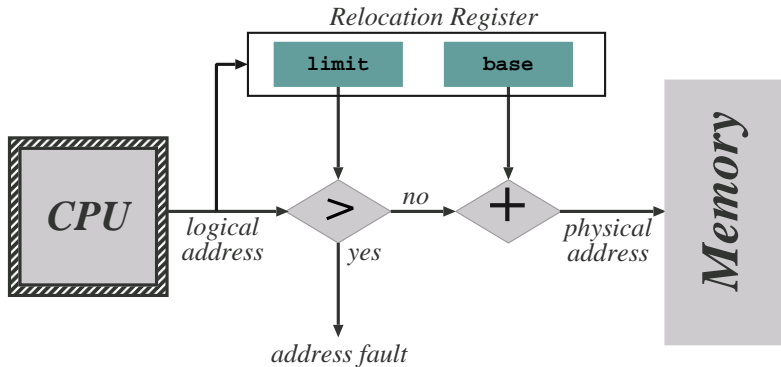 Relocation Register
limit
base
CPU
logical
address
>
no
yes
+
physical
address
Memory
address fault